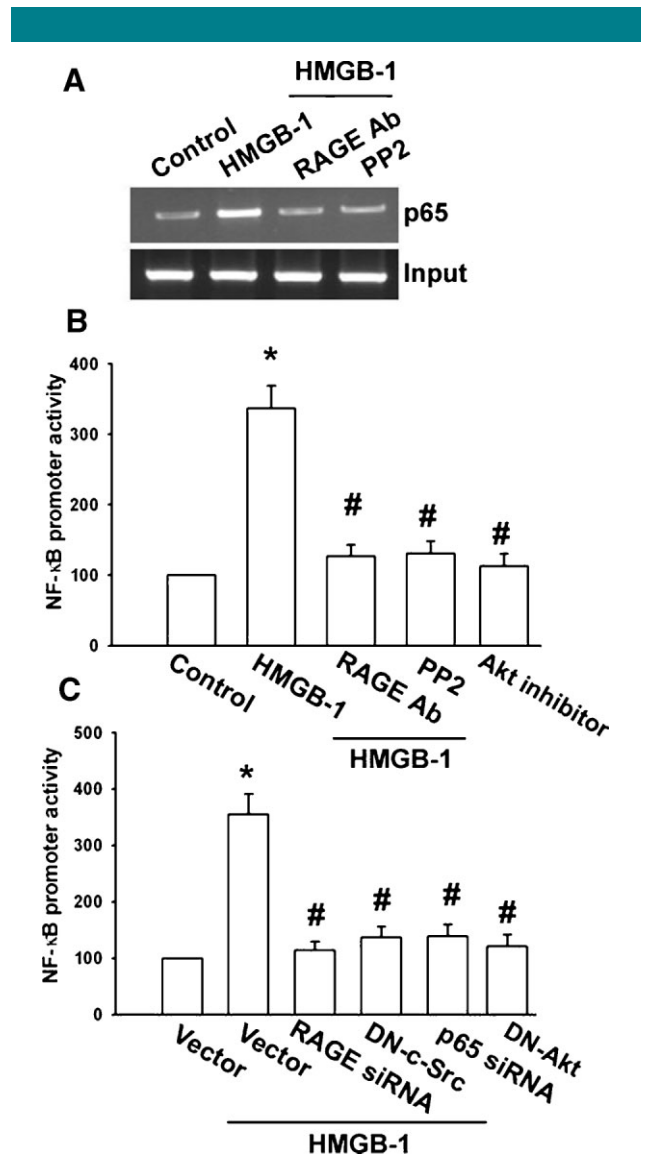 A
HMGB-1
Control
HMGB-1
RAGE Ab
PP2
p65
Input
B
NF-κB promoter activity
400
300
200
100
0
*
#
#
#
Control
HMGB-1
RAGE Ab
PP2
Akt inhibitor
HMGB-1
C
NF-κB promoter activity
500
400
300
200
100
0
*
#
#
#
#
Vector
Vector
RAGE siRNA
DN-c-Src
p65 siRNA
DN-Akt
HMGB-1